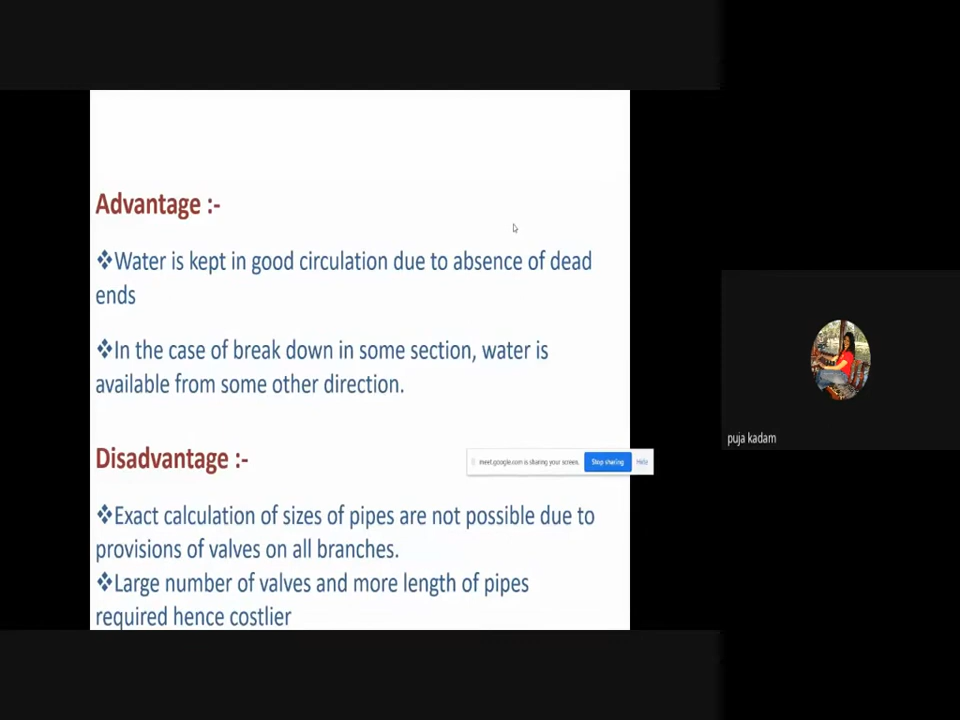 Advantage :-
❖Water is kept in good circulation due to absence of dead
ends
❖In the case of break down in some section, water is
available from some other direction.
Disadvantage :-
meet.google.com is sharing your screen. Stop sharing Hide
❖Exact calculation of sizes of pipes are not possible due to
provisions of valves on all branches.
❖Large number of valves and more length of pipes
required hence costlier
puja kadam